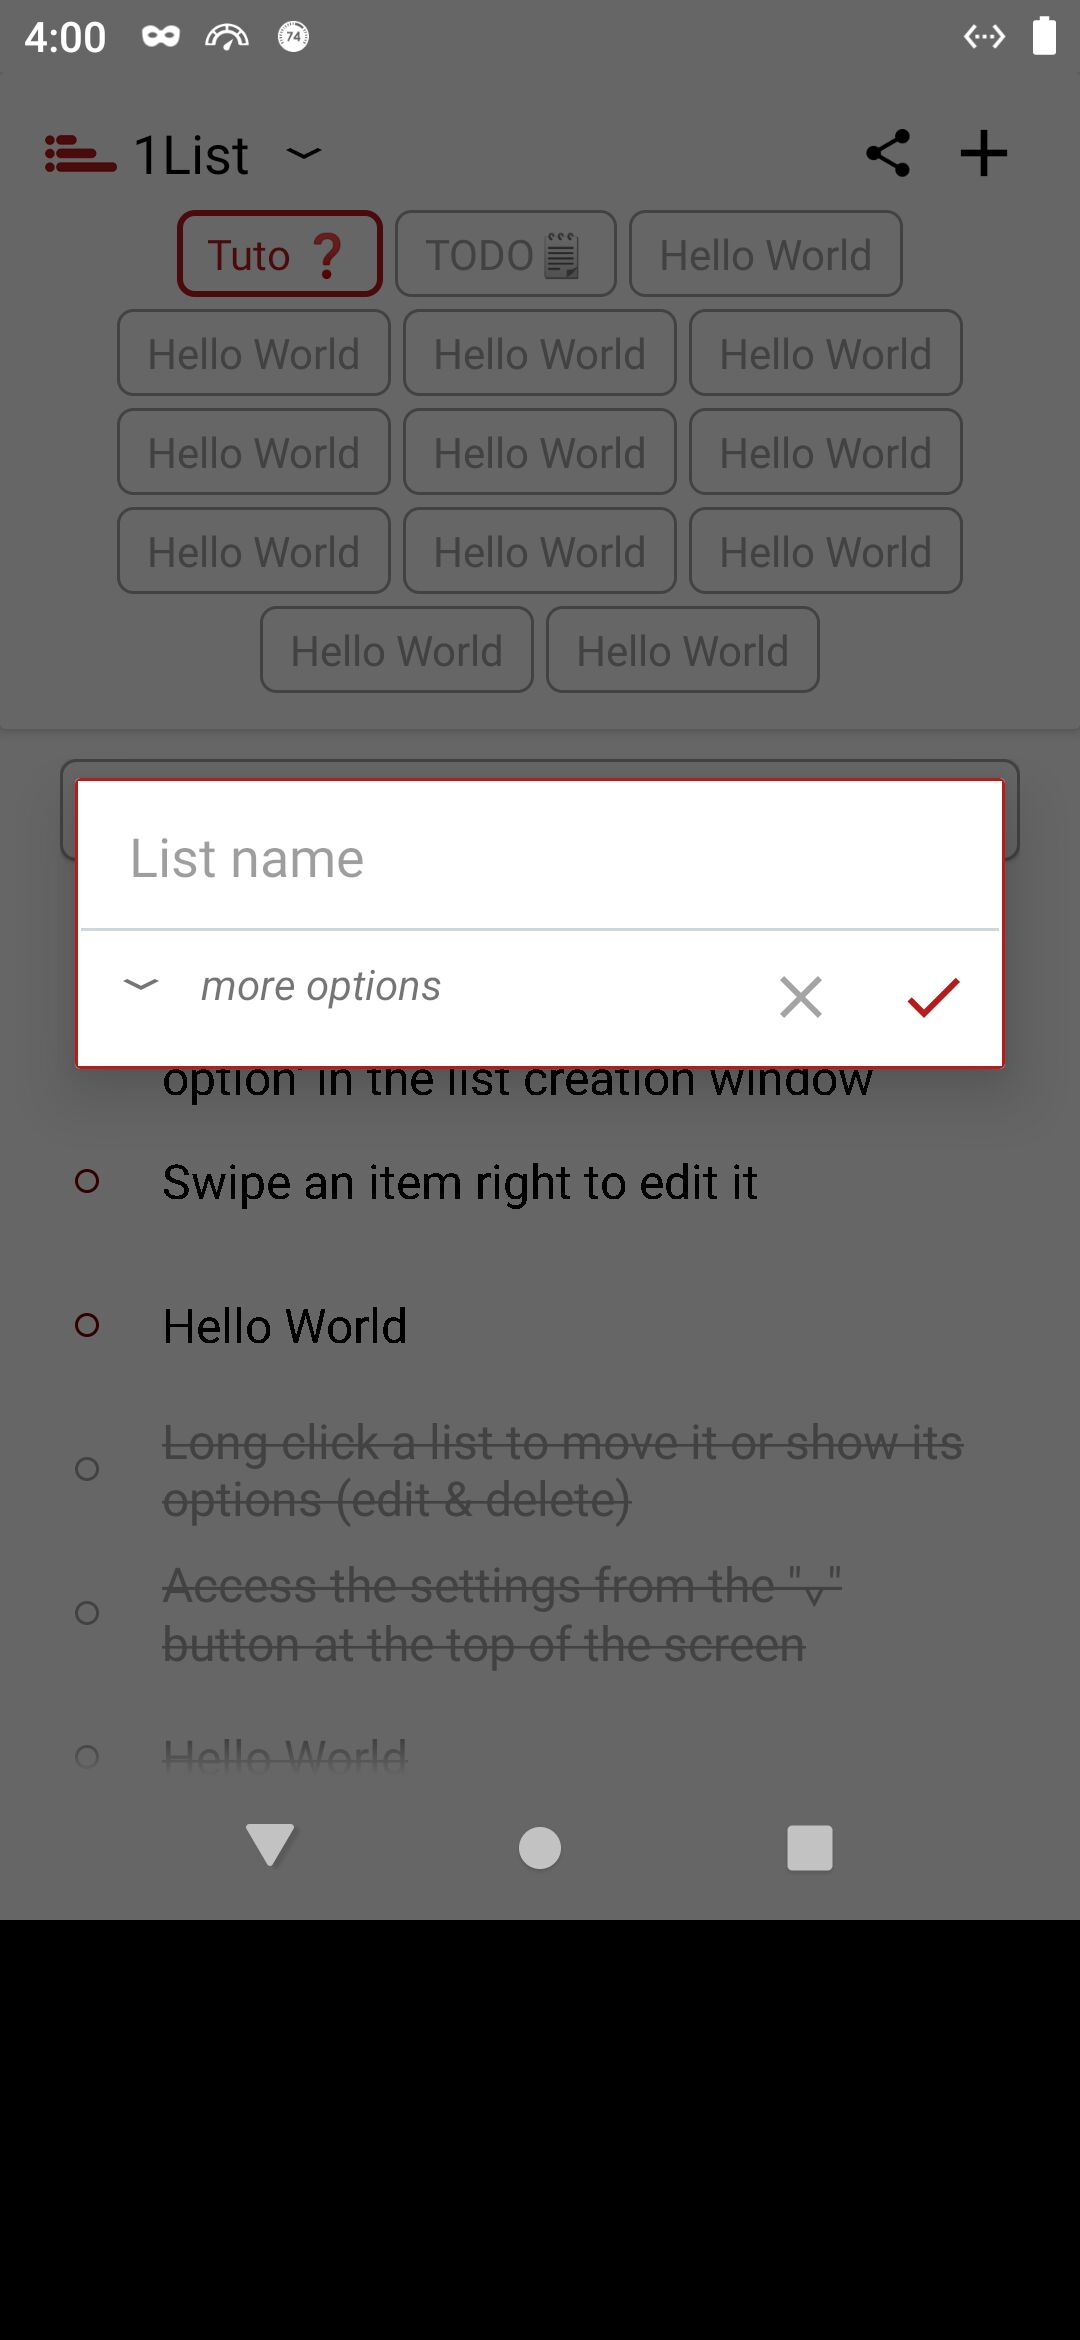 4:00
74
1List
Tuto ❓ TODO🗒 Hello World
Hello World Hello World Hello World
Hello World Hello World Hello World
Hello World Hello World Hello World
Hello World Hello World
List name
more options
option' in the list creation window
Swipe an item right to edit it
Hello World
Long click a list to move it or show its
options (edit & delete)
Access the settings from the "⌄"
button at the top of the screen
Hello World